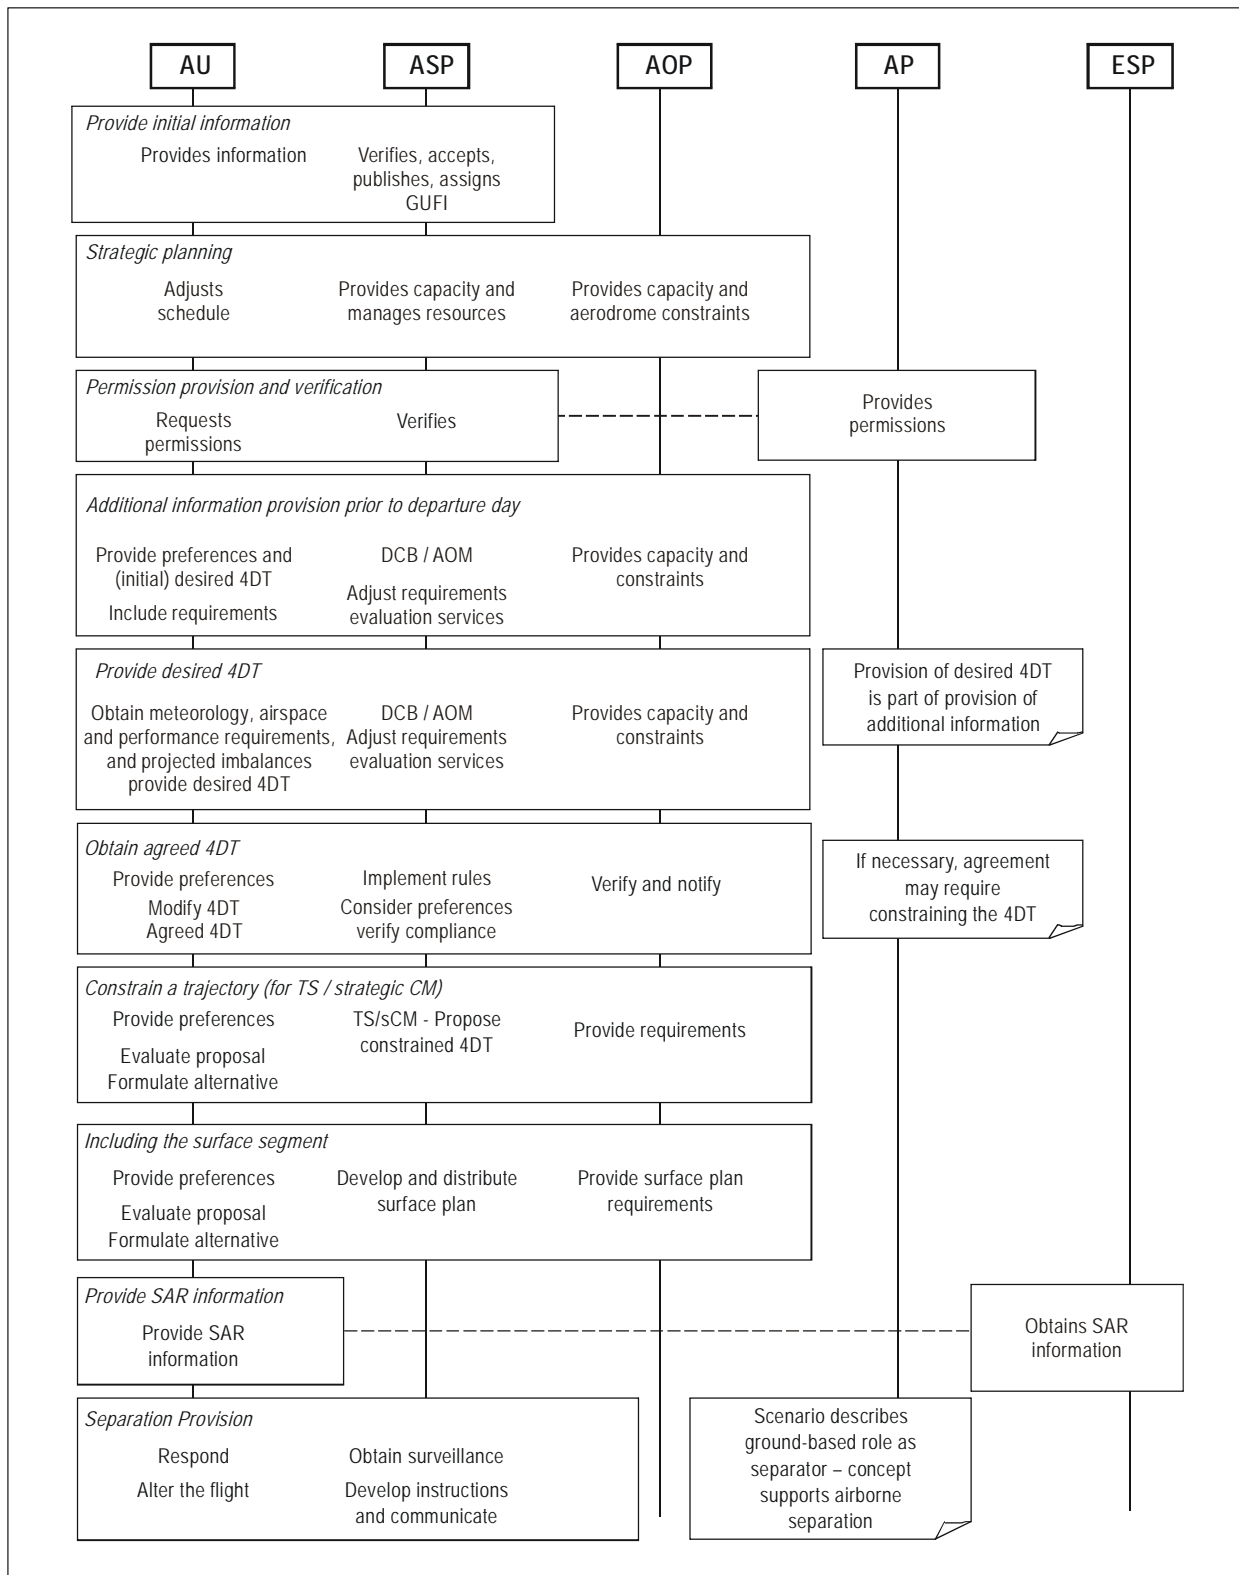 AU
ASP
AOP
AP
ESP
Provide initial information
Provides information
Verifies, accepts,
publishes, assigns
GUFI
Strategic planning
Adjusts
schedule
Provides capacity and
manages resources
Provides capacity and
aerodrome constraints
Permission provision and verification
Requests
permissions
Verifies
Provides
permissions
Additional information provision prior to departure day
Provide preferences and
(initial) desired 4DT
Include requirements
DCB / AOM
Adjust requirements
evaluation services
Provides capacity and
constraints
Provide desired 4DT
Obtain meteorology, airspace
and performance requirements,
and projected imbalances
provide desired 4DT
DCB / AOM
Adjust requirements
evaluation services
Provides capacity and
constraints
Provision of desired 4DT
is part of provision of
additional information
Obtain agreed 4DT
Provide preferences
Modify 4DT
Agreed 4DT
Implement rules
Consider preferences
verify compliance
Verify and notify
If necessary, agreement
may require
constraining the 4DT
Constrain a trajectory (for TS / strategic CM)
Provide preferences
Evaluate proposal
Formulate alternative
TS/sCM - Propose
constrained 4DT
Provide requirements
Including the surface segment
Provide preferences
Evaluate proposal
Formulate alternative
Develop and distribute
surface plan
Provide surface plan
requirements
Provide SAR information
Provide SAR
information
Obtains SAR
information
Separation Provision
Respond
Alter the flight
Obtain surveillance
Develop instructions
and communicate
Scenario describes
ground-based role as
separator – concept
supports airborne
separation